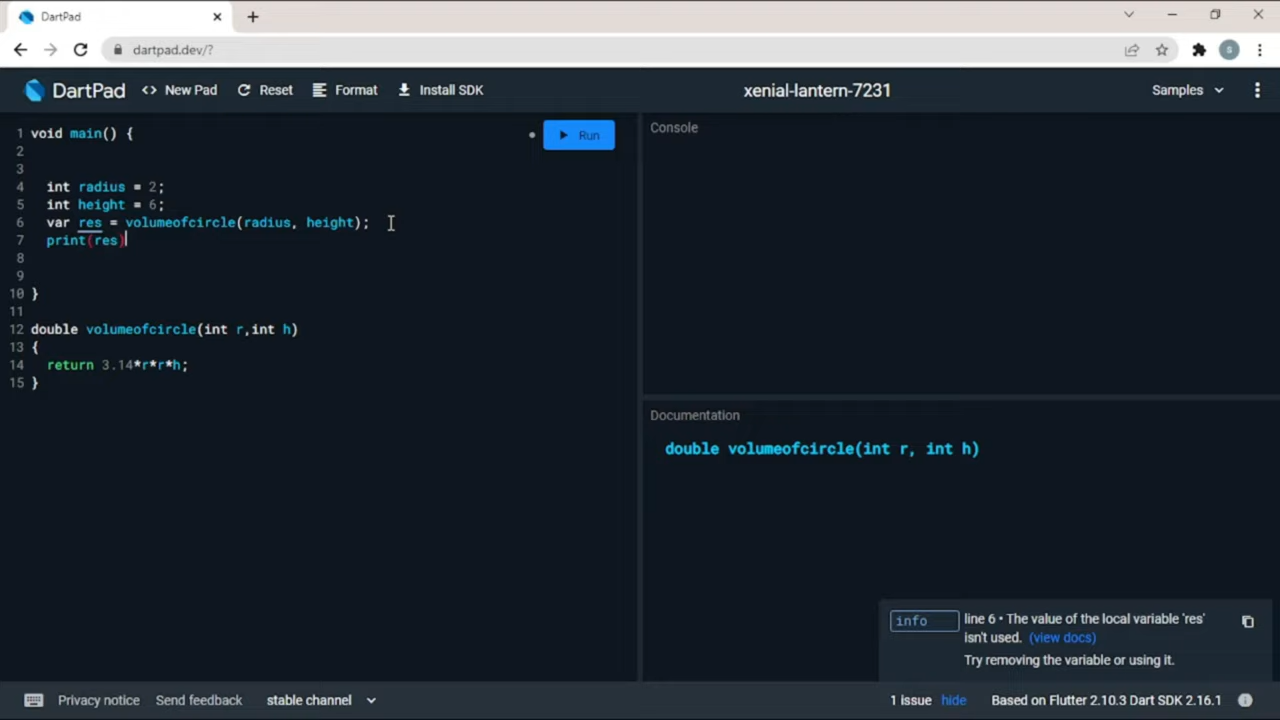 DartPad
dartpad.dev/?
S
DartPad
<> New Pad
Reset
Format
Install SDK
xenial-lantern-7231
Samples
1 void main() {
2
3
4 int radius = 2;
5 int height = 6;
6 var res = volumeofcircle(radius, height);
7 print(res)
8
9
10 }
11
12 double volumeofcircle(int r,int h)
13 {
14 return 3.14*r*r*h;
15 }
Run
Console
Documentation
double volumeofcircle(int r, int h)
info
line 6 • The value of the local variable 'res'
isn't used. (view docs)
Try removing the variable or using it.
Privacy notice
Send feedback
stable channel
1 issue hide
Based on Flutter 2.10.3 Dart SDK 2.16.1